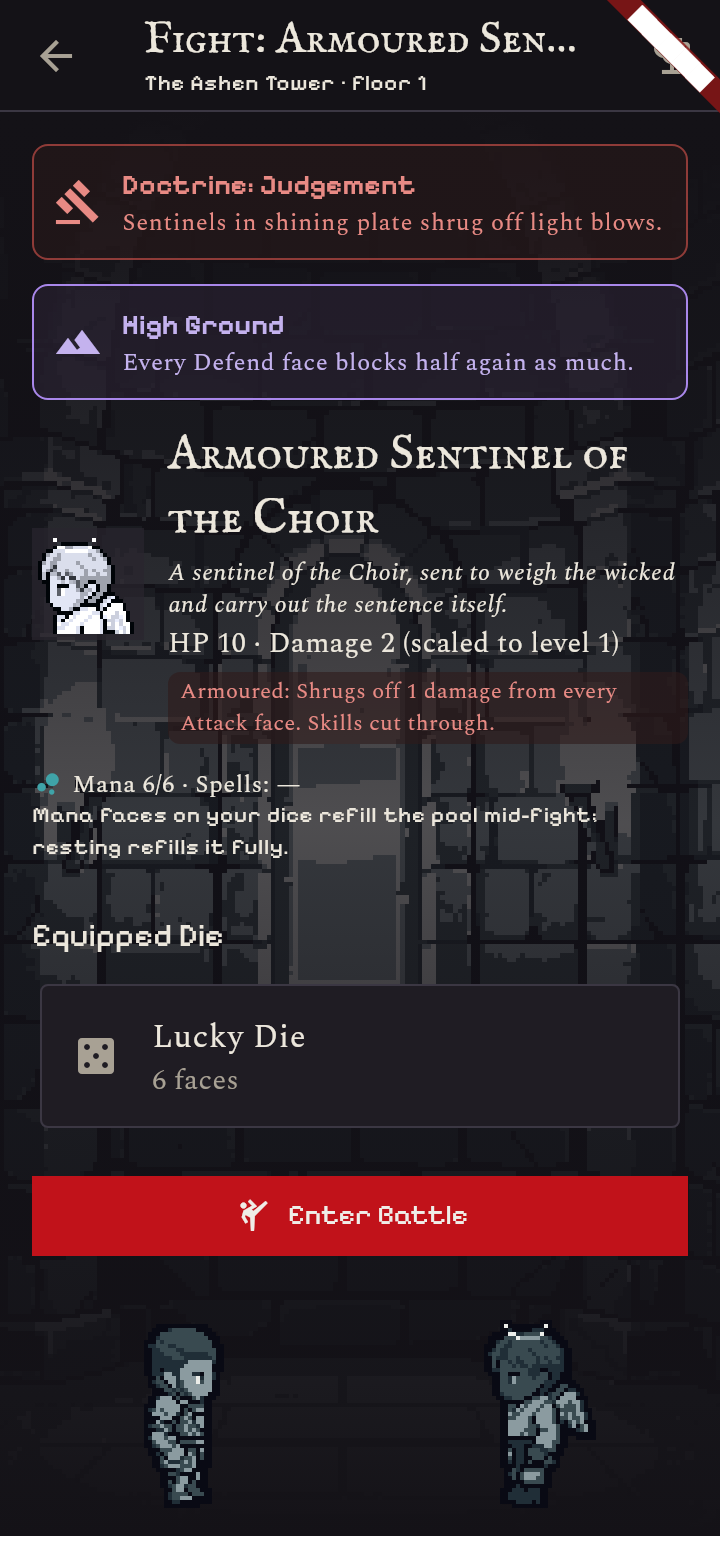 Fight: Armoured Sen...
The Ashen Tower · Floor 1
Doctrine: Judgement
Sentinels in shining plate shrug off light blows.
High Ground
Every Defend face blocks half again as much.
Armoured Sentinel of
the Choir
A sentinel of the Choir, sent to weigh the wicked
and carry out the sentence itself.
HP 10 · Damage 2 (scaled to level 1)
Armoured: Shrugs off 1 damage from every
Attack face. Skills cut through.
Mana 6/6 · Spells: —
Mana faces on your dice refill the pool mid-fight;
resting refills it fully.
Equipped Die
Lucky Die
6 faces
Enter Battle